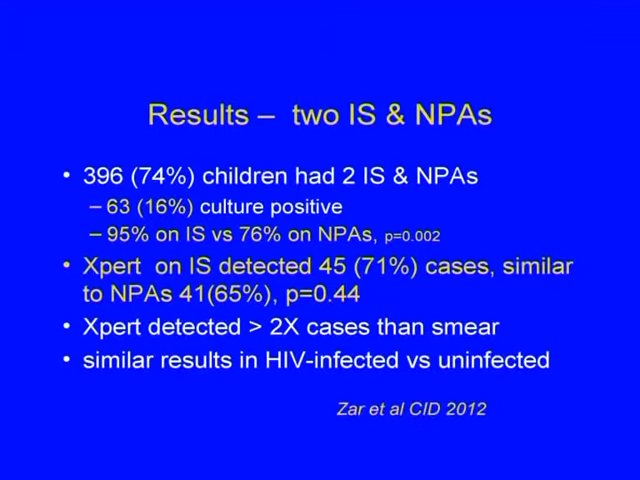 Results – two IS & NPAs
• 396 (74%) children had 2 IS & NPAs
– 63 (16%) culture positive
– 95% on IS vs 76% on NPAs, p=0.002
• Xpert on IS detected 45 (71%) cases, similar
to NPAs 41(65%), p=0.44
• Xpert detected > 2X cases than smear
• similar results in HIV-infected vs uninfected
Zar et al CID 2012